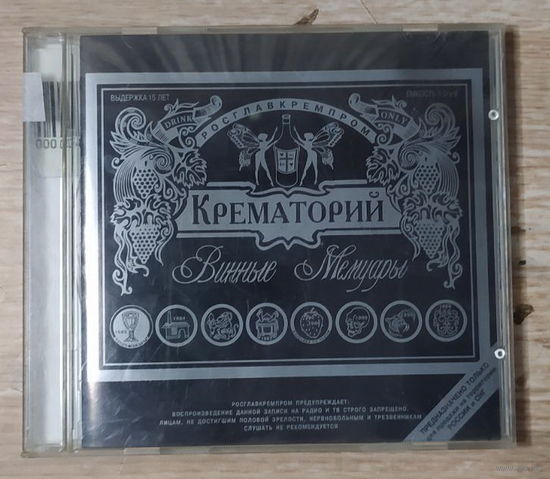 ВЫДЕРЖКА 15 ЛЕТ
DRINK ONLY
РОСГЛАВКРЕМПРОМ
КРЕМАТОРИЙ
Винные Мемуары
РОСГЛАВКРЕМПРОМ ПРЕДУПРЕЖДАЕТ:
ВОСПРОИЗВЕДЕНИЕ ДАННОЙ ЗАПИСИ НА РАДИО И ТВ СТРОГО ЗАПРЕЩЕНО.
ЛИЦАМ, НЕ ДОСТИГШИМ ПОЛОВОЙ ЗРЕЛОСТИ, НЕРВНОБОЛЬНЫМ И ТРЕЗВЕННИКАМ
СЛУШАТЬ НЕ РЕКОМЕНДУЕТСЯ
ПРЕДНАЗНАЧЕНО ТОЛЬКО
РОССИИ И СНГ